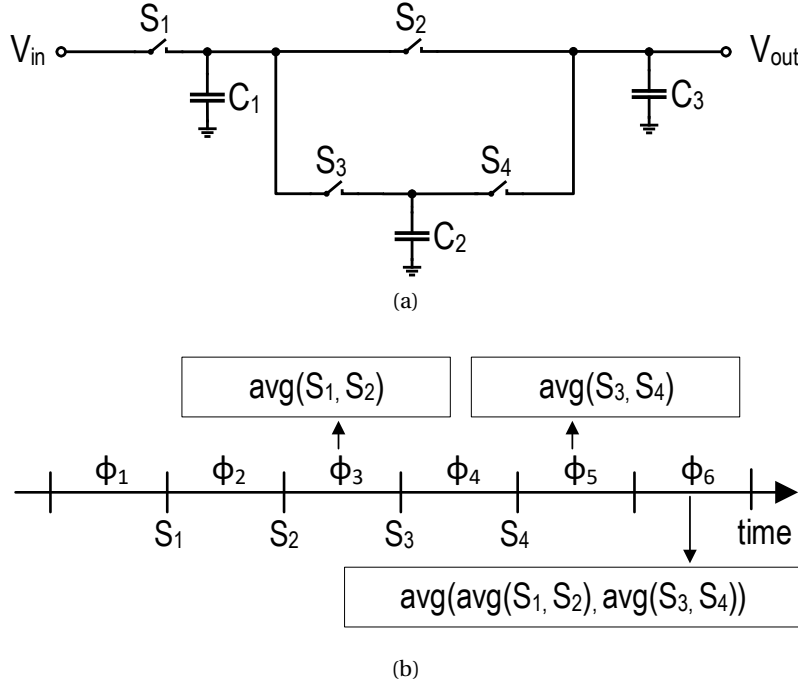 S₁
S₂
Vᵢₙ
Vₒᵤₜ
C₁
C₃
S₃
S₄
C₂
(a)
avg(S₁, S₂)
avg(S₃, S₄)
Φ₁ Φ₂ Φ₃ Φ₄ Φ₅ Φ₆
S₁ S₂ S₃ S₄ time
avg(avg(S₁, S₂), avg(S₃, S₄))
(b)